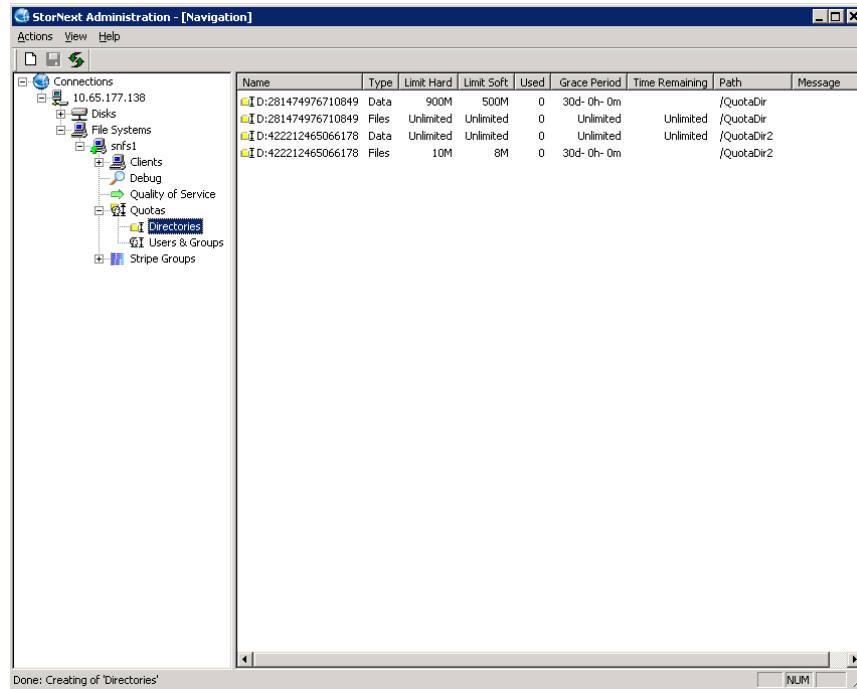 StorNext Administration - [Navigation]
Actions View Help
Connections
10.65.177.138
Disks
File Systems
snfs1
Clients
Debug
Quality of Service
Quotas
Directories
Users & Groups
Stripe Groups
Name Type Limit Hard Limit Soft Used Grace Period Time Remaining Path Message
D:281474976710849 Data 900M 500M 0 30d- 0h- 0m /QuotaDir
D:281474976710849 Files Unlimited Unlimited 0 Unlimited Unlimited /QuotaDir
D:422212465066178 Data Unlimited Unlimited 0 Unlimited Unlimited /QuotaDir2
D:422212465066178 Files 10M 8M 0 30d- 0h- 0m /QuotaDir2
Done: Creating of 'Directories'
NUM